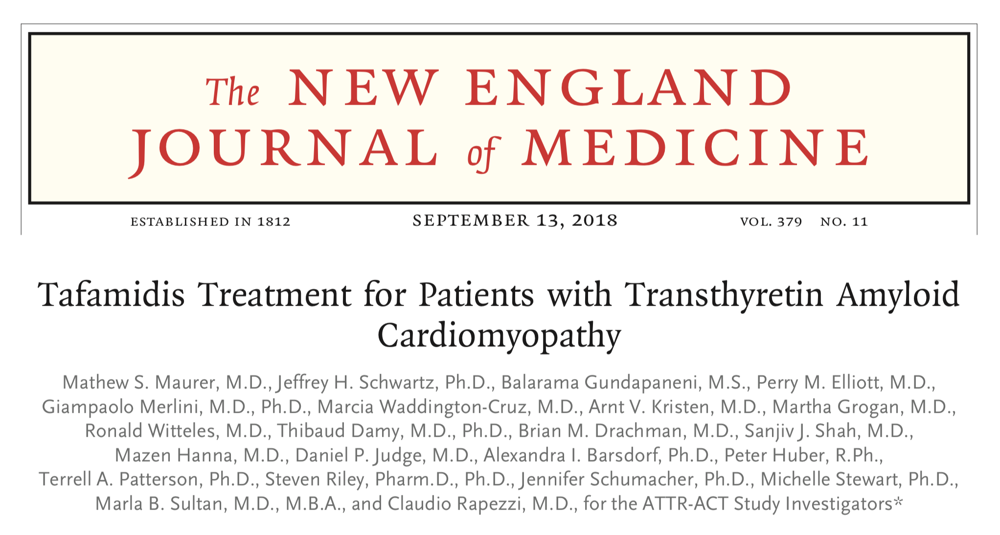 The NEW ENGLAND
JOURNAL of MEDICINE
ESTABLISHED IN 1812 SEPTEMBER 13, 2018 VOL. 379 NO. 11
Tafamidis Treatment for Patients with Transthyretin Amyloid
Cardiomyopathy
Mathew S. Maurer, M.D., Jeffrey H. Schwartz, Ph.D., Balarama Gundapaneni, M.S., Perry M. Elliott, M.D.,
Giampaolo Merlini, M.D., Ph.D., Marcia Waddington-Cruz, M.D., Arnt V. Kristen, M.D., Martha Grogan, M.D.,
Ronald Witteles, M.D., Thibaud Damy, M.D., Ph.D., Brian M. Drachman, M.D., Sanjiv J. Shah, M.D.,
Mazen Hanna, M.D., Daniel P. Judge, M.D., Alexandra I. Barsdorf, Ph.D., Peter Huber, R.Ph.,
Terrell A. Patterson, Ph.D., Steven Riley, Pharm.D., Ph.D., Jennifer Schumacher, Ph.D., Michelle Stewart, Ph.D.,
Marla B. Sultan, M.D., M.B.A., and Claudio Rapezzi, M.D., for the ATTR-ACT Study Investigators*